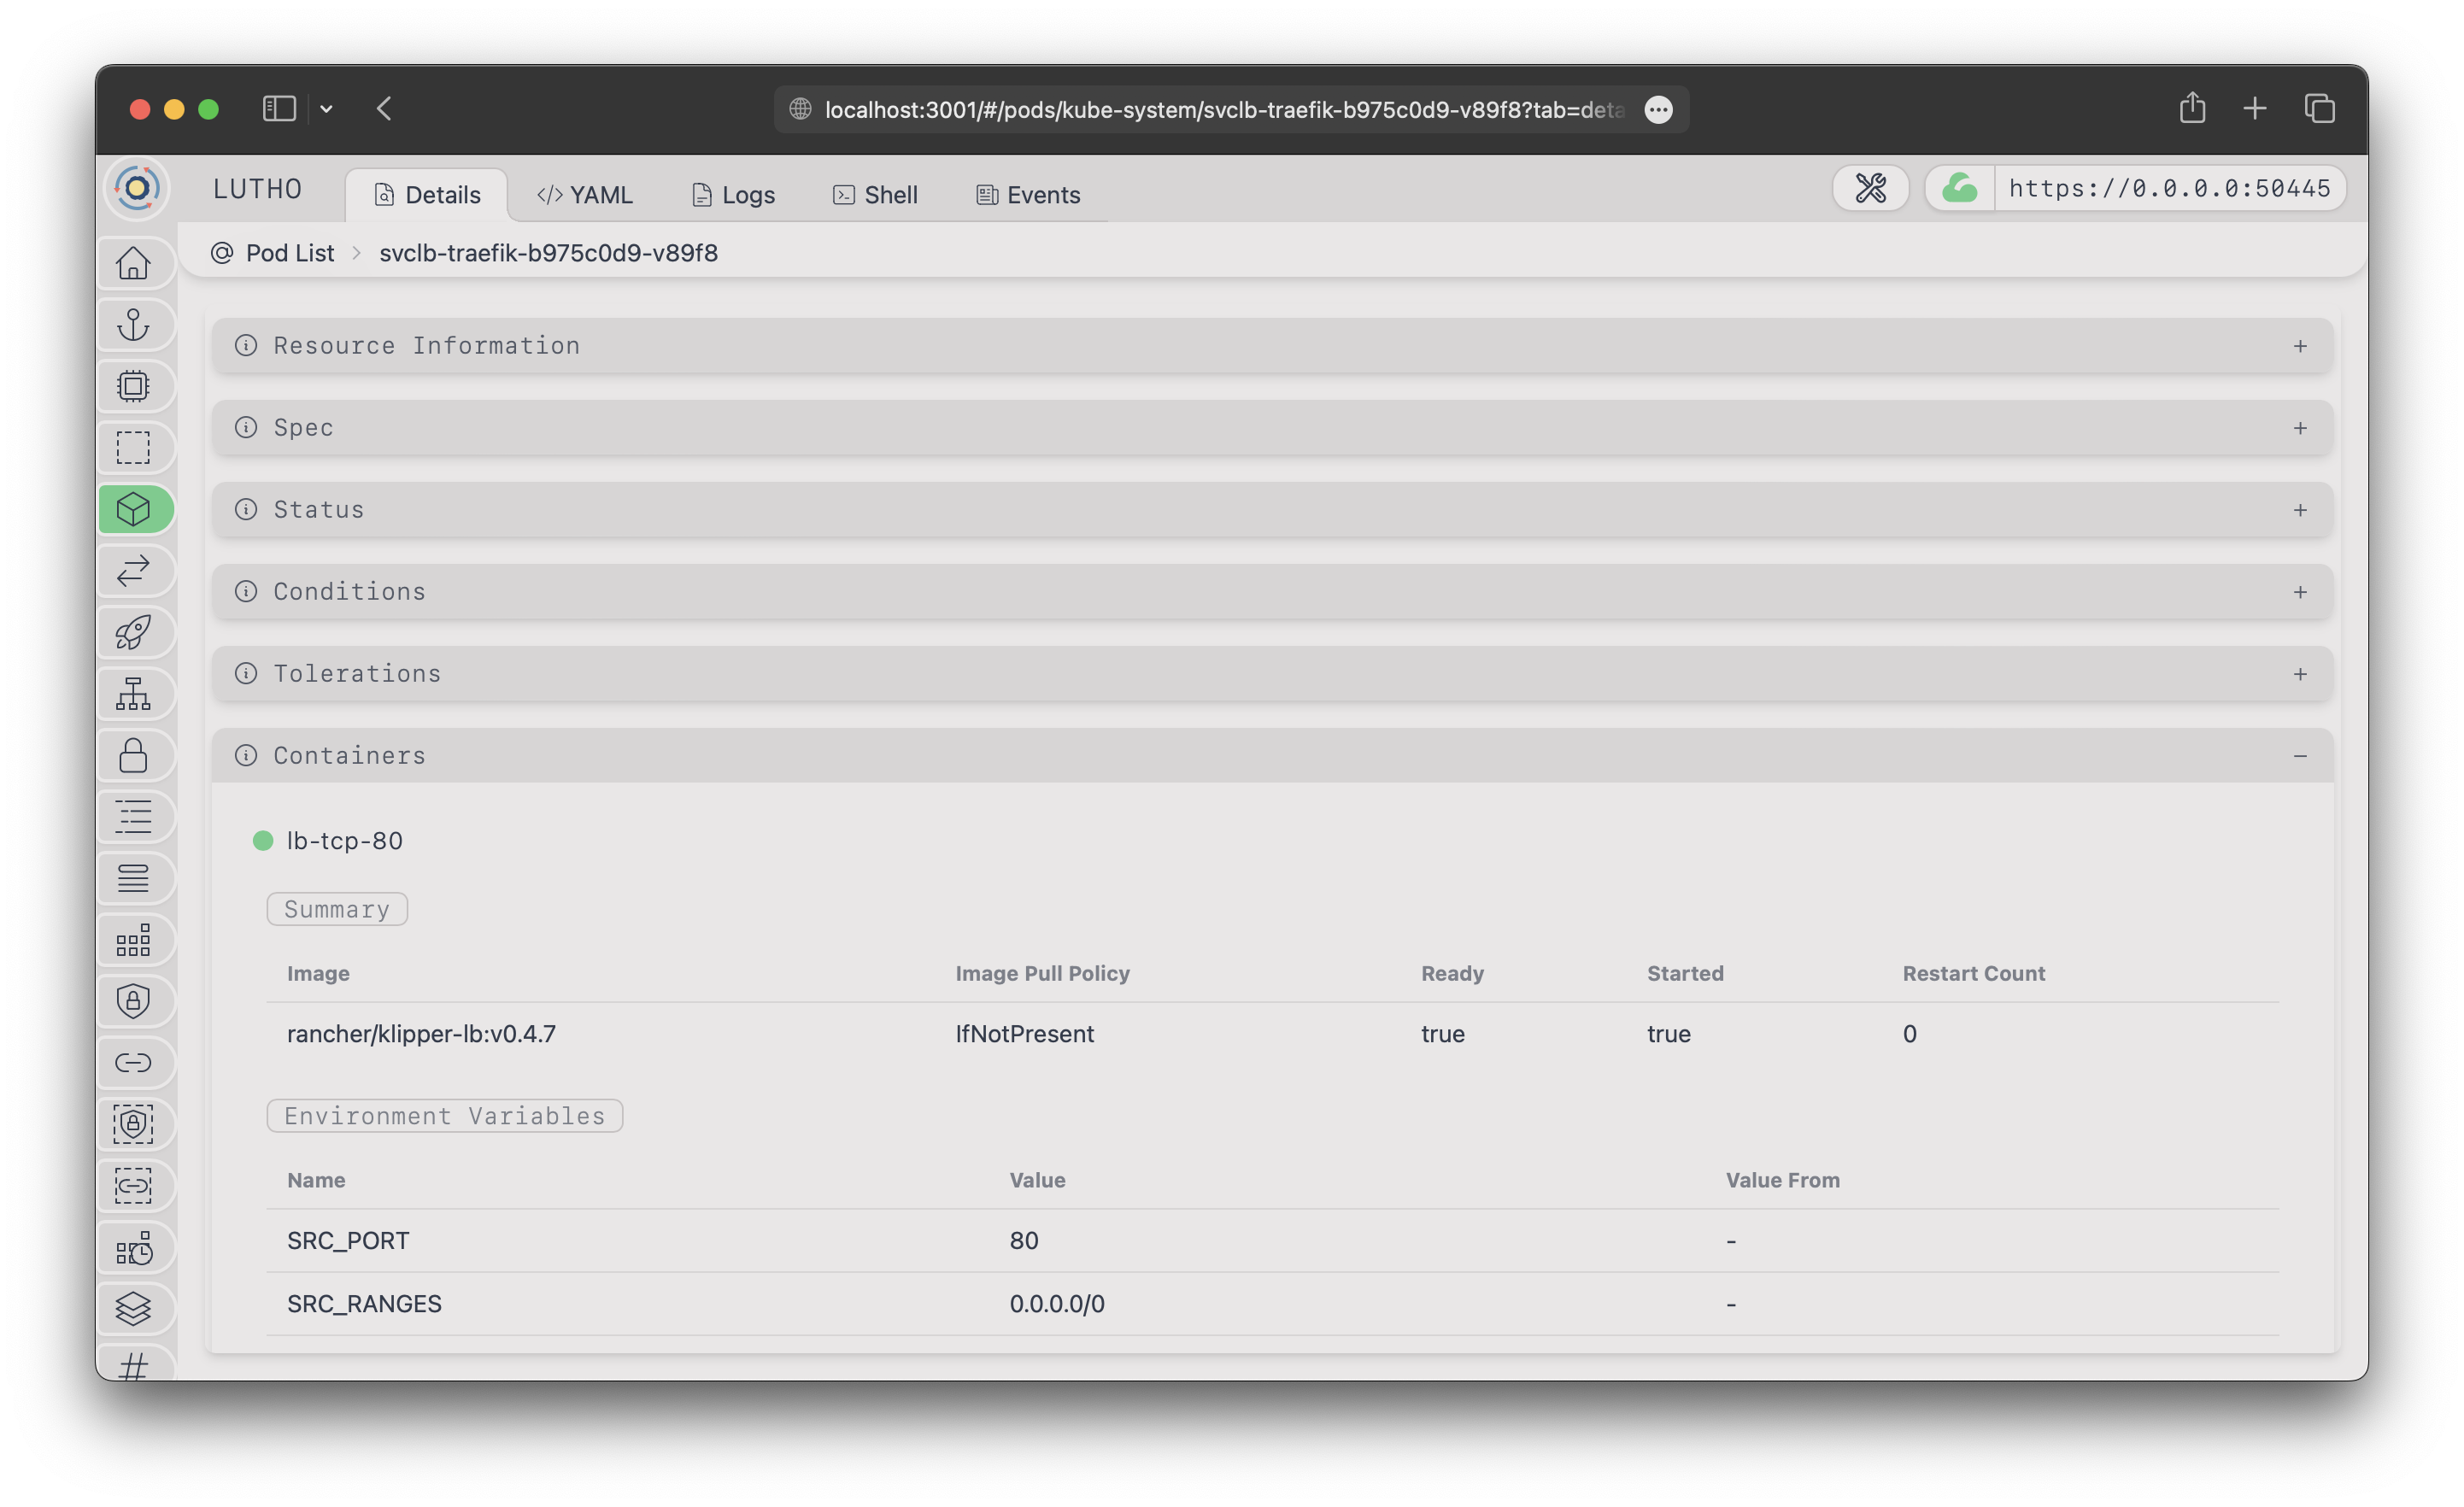 localhost:3001/#/pods/kube-system/svclb-traefik-b975c0d9-v89f8?tab=deta
LUTHO
Details
</> YAML
Logs
Shell
Events
https://0.0.0.0:50445
Pod List > svclb-traefik-b975c0d9-v89f8
Resource Information +
Spec +
Status +
Conditions +
Tolerations +
Containers −
lb-tcp-80
Summary
Image Image Pull Policy Ready Started Restart Count
rancher/klipper-lb:v0.4.7 IfNotPresent true true 0
Environment Variables
Name Value Value From
SRC_PORT 80 -
SRC_RANGES 0.0.0.0/0 -